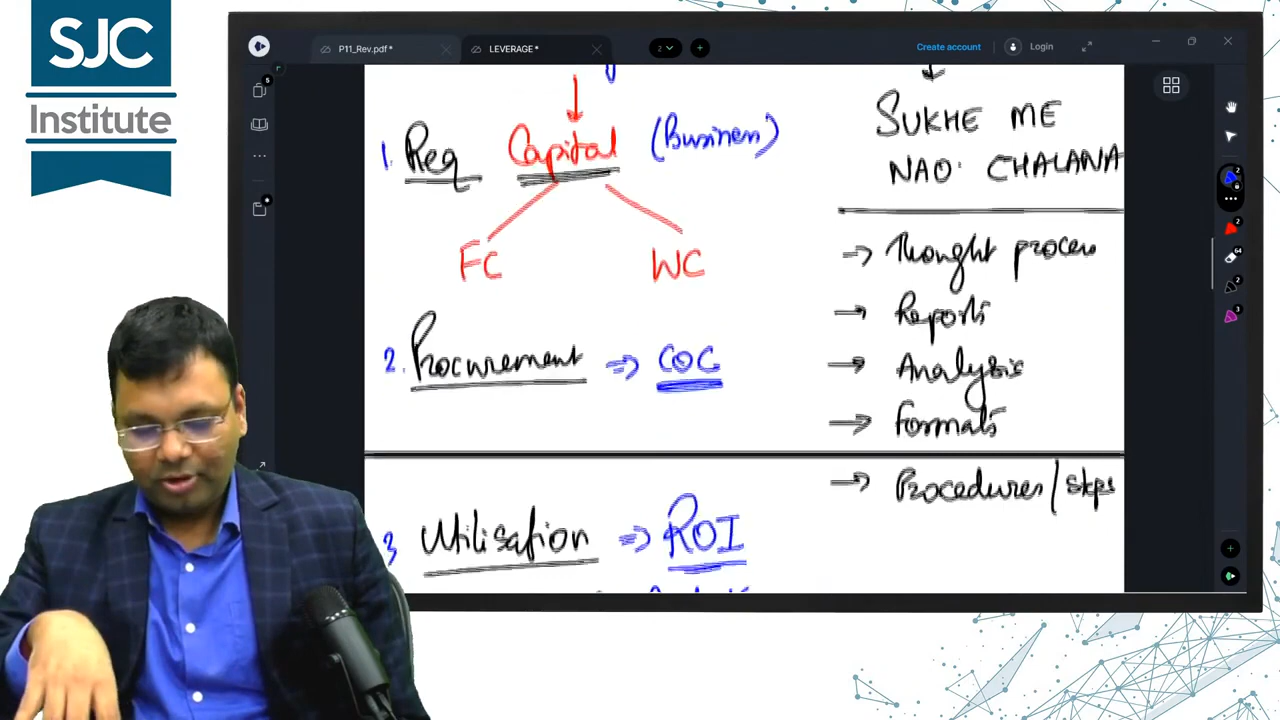 SJC
Institute
P11_Rev.pdf*
LEVERAGE*
2
Create account
Login
1. Req Capital (Business)
FC WC
2. Procurement ⇒ COC
3 Utilisation ⇒ ROI
SUKHE ME
NAO CHALANA
→ Thought process
→ Reports
→ Analysis
→ Formats
→ Procedures/steps